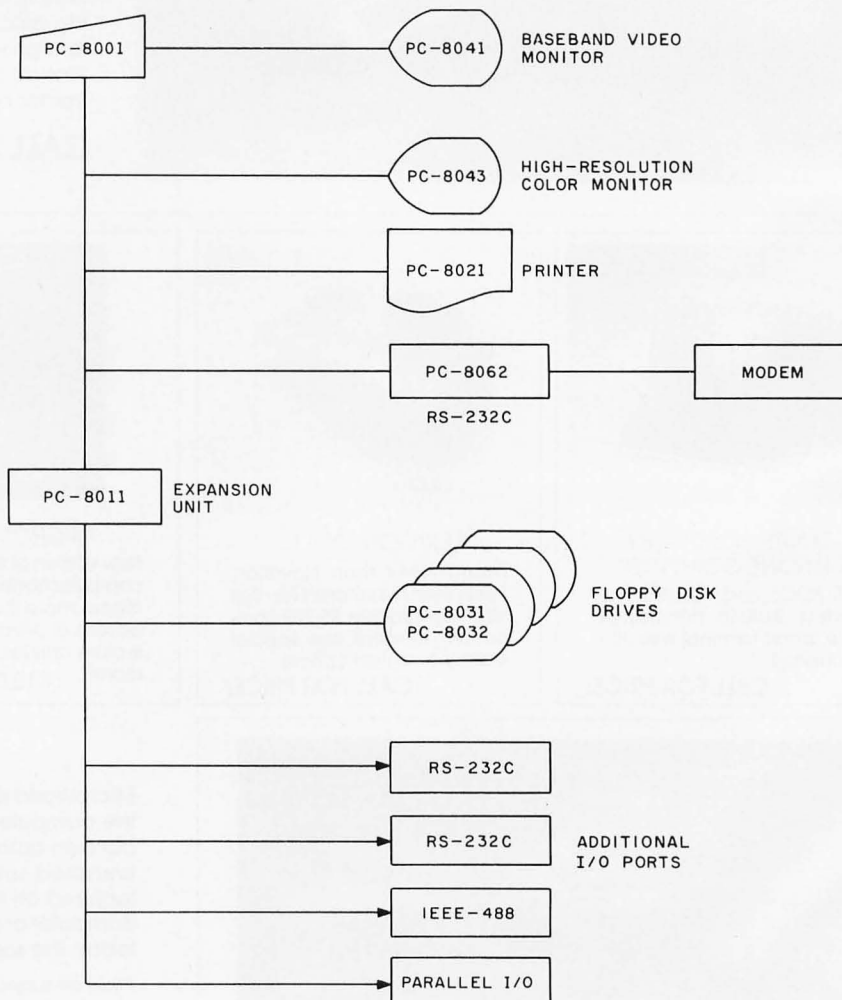 PC-8001
PC-8041
BASEBAND VIDEO
MONITOR
PC-8043
HIGH-RESOLUTION
COLOR MONITOR
PC-8021
PRINTER
PC-8062
RS-232C
MODEM
PC-8011
EXPANSION
UNIT
PC-8031
PC-8032
FLOPPY DISK
DRIVES
RS-232C
RS-232C
ADDITIONAL
I/O PORTS
IEEE-488
PARALLEL I/O